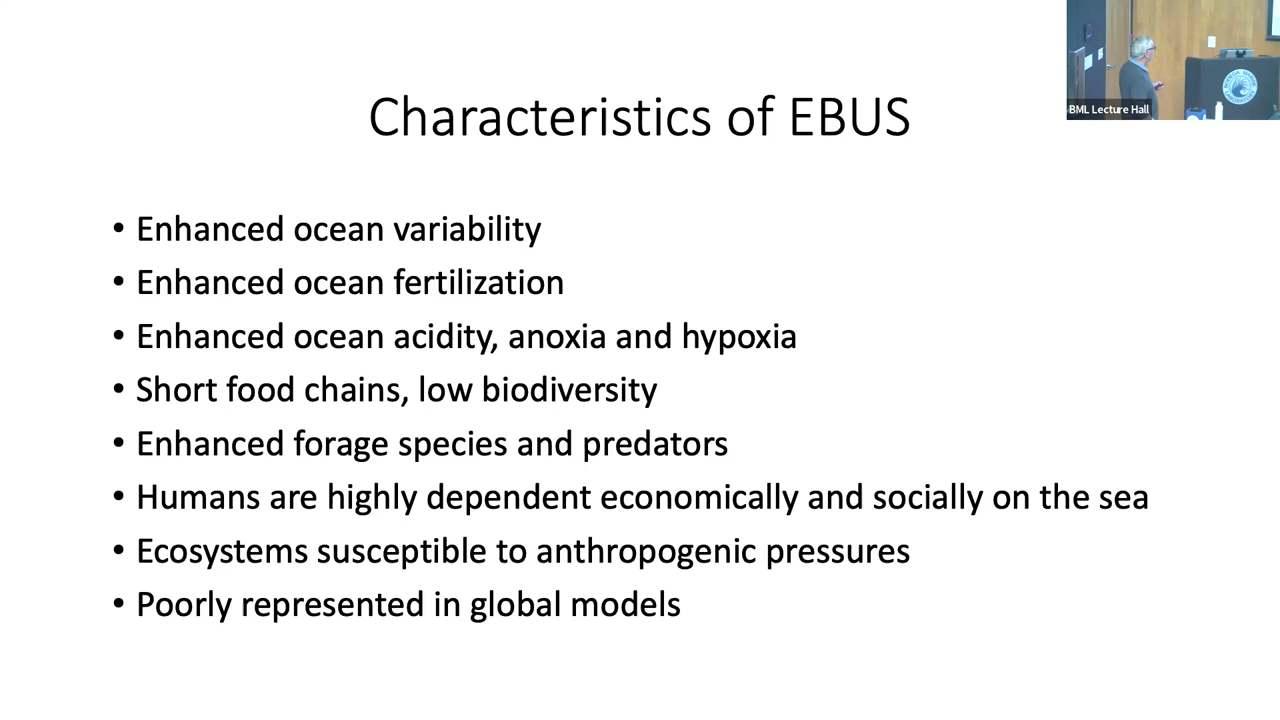 Characteristics of EBUS
• Enhanced ocean variability
• Enhanced ocean fertilization
• Enhanced ocean acidity, anoxia and hypoxia
• Short food chains, low biodiversity
• Enhanced forage species and predators
• Humans are highly dependent economically and socially on the sea
• Ecosystems susceptible to anthropogenic pressures
• Poorly represented in global models
BML Lecture Hall